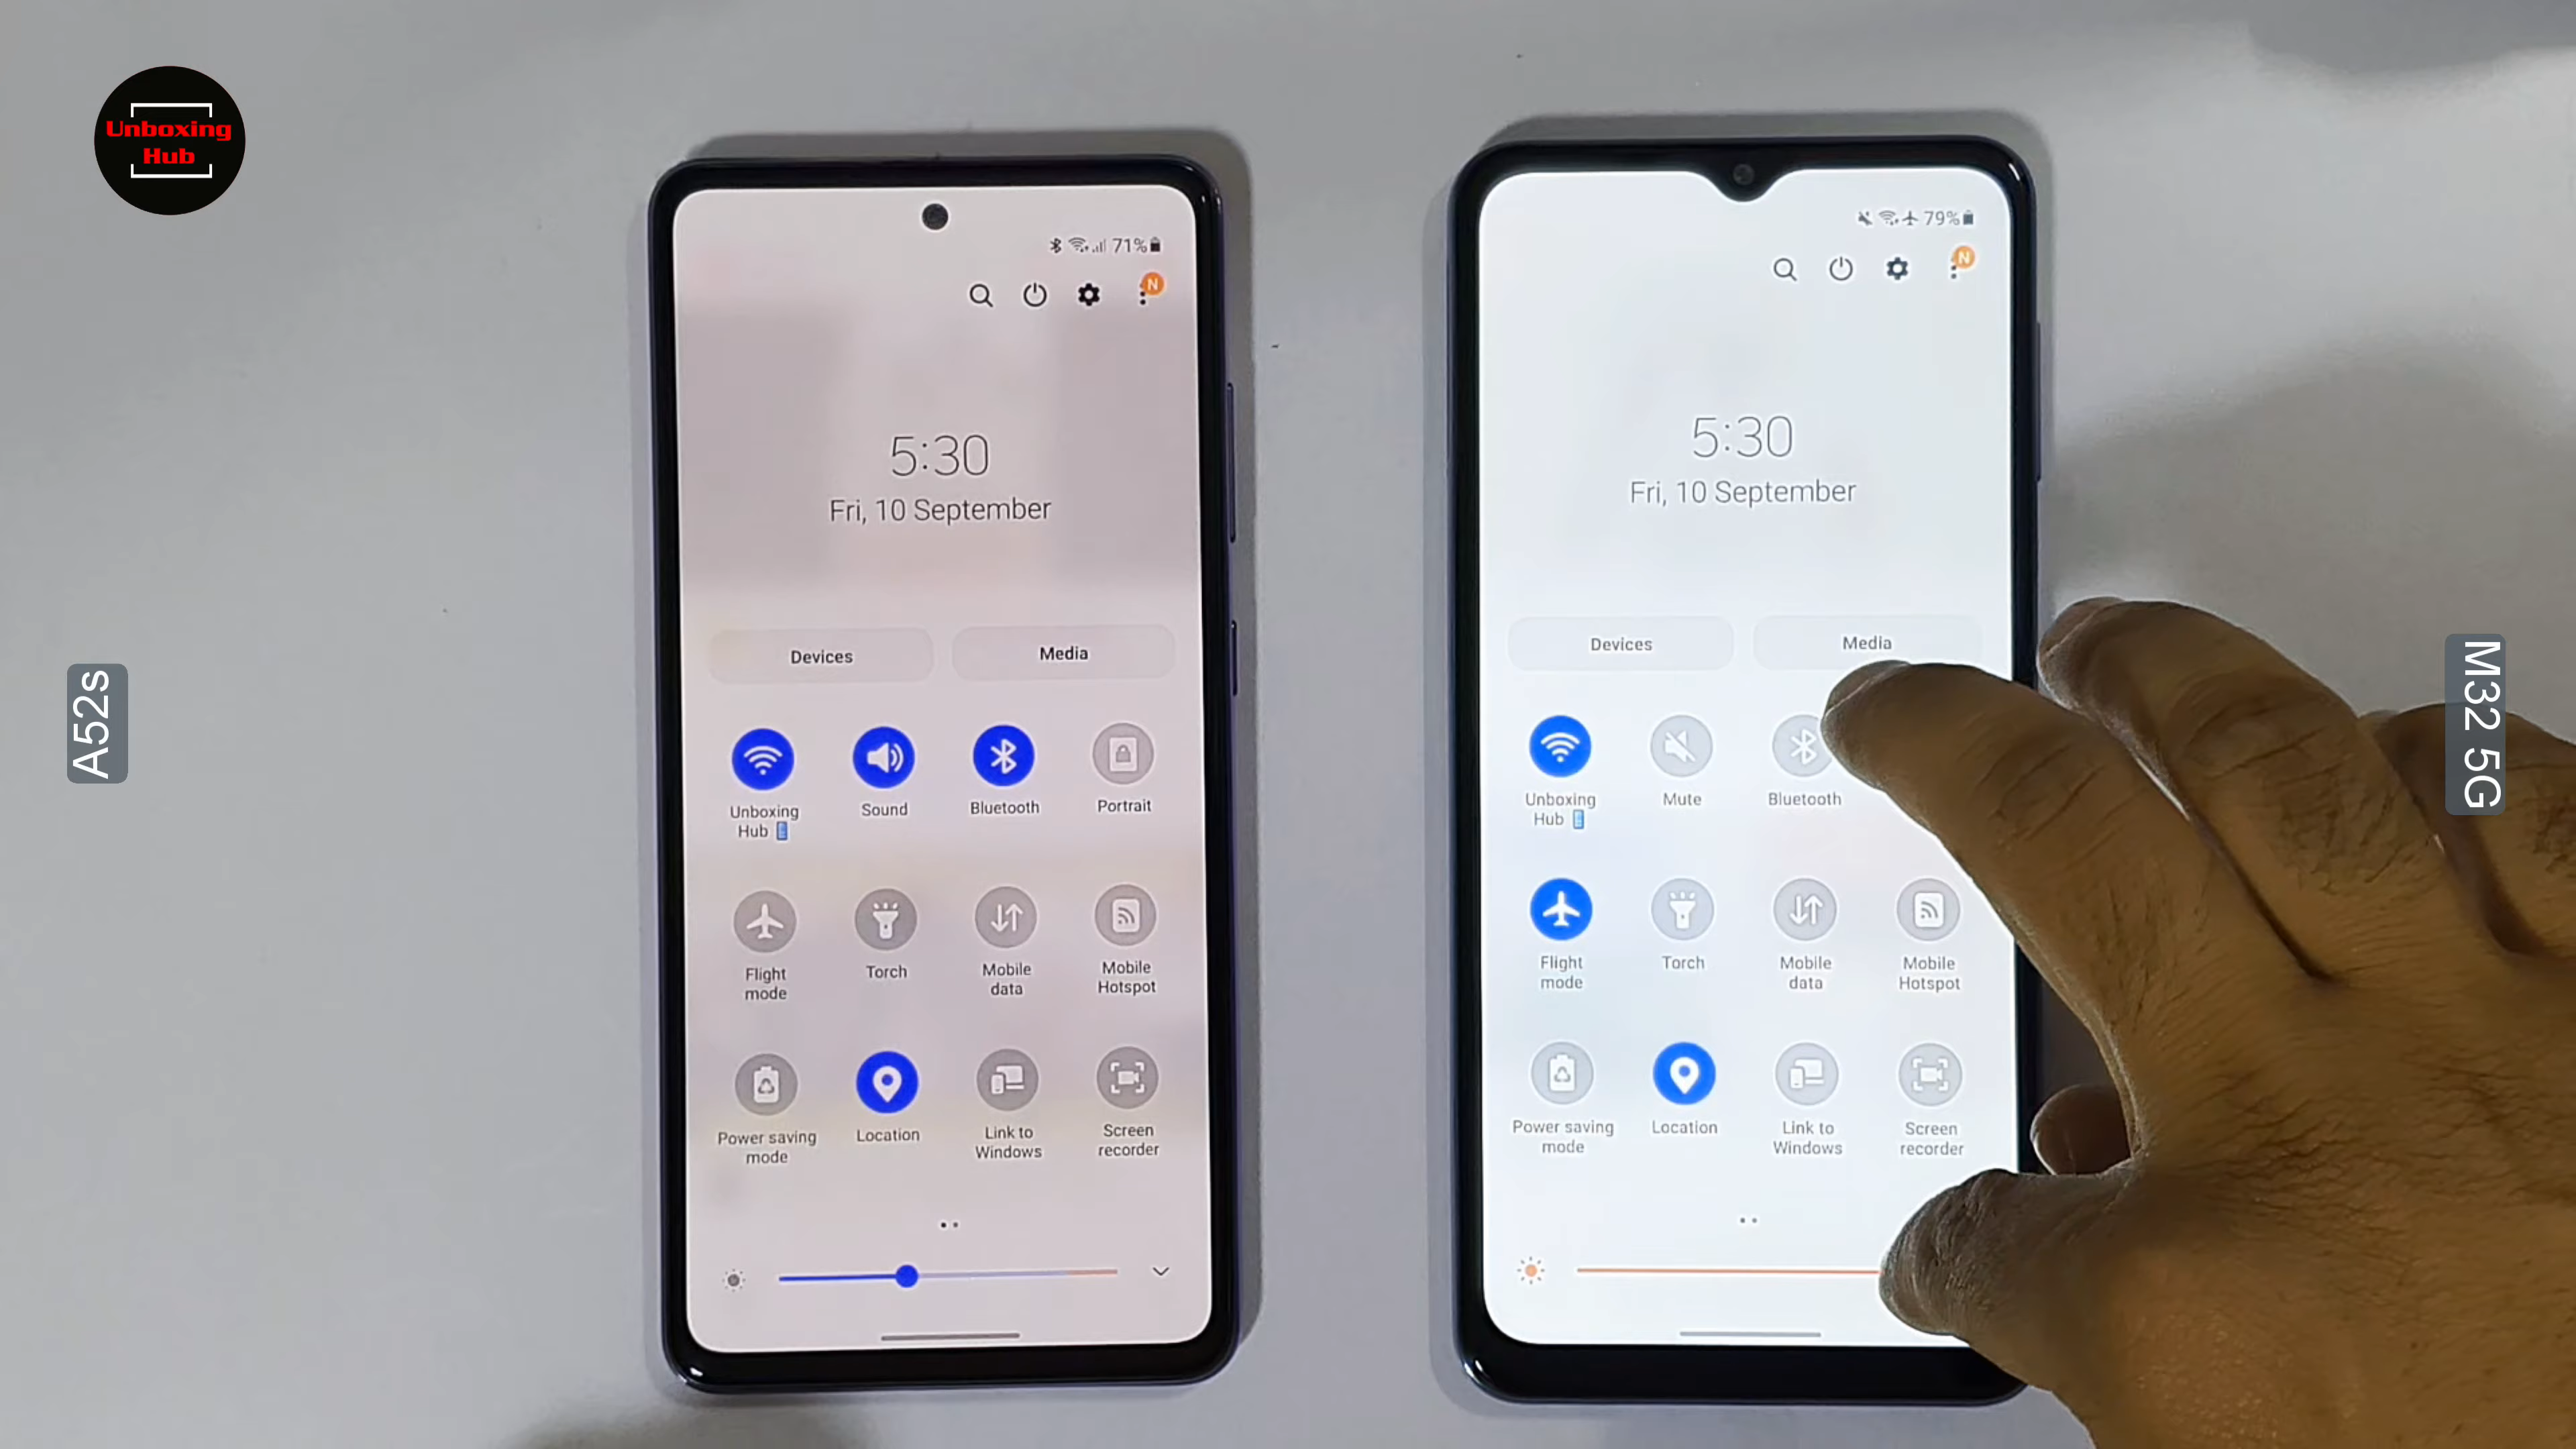 Unboxing
Hub
A52s
71%
N
5:30
Fri, 10 September
Devices
Media
Unboxing
Hub
Sound
Bluetooth
Portrait
Flight
mode
Torch
Mobile
data
Mobile
Hotspot
Power saving
mode
Location
Link to
Windows
Screen
recorder
79%
N
5:30
Fri, 10 September
Devices
Media
Unboxing
Hub
Mute
Bluetooth
Flight
mode
Torch
Mobile
data
Mobile
Hotspot
Power saving
mode
Location
Link to
Windows
Screen
recorder
M32 5G